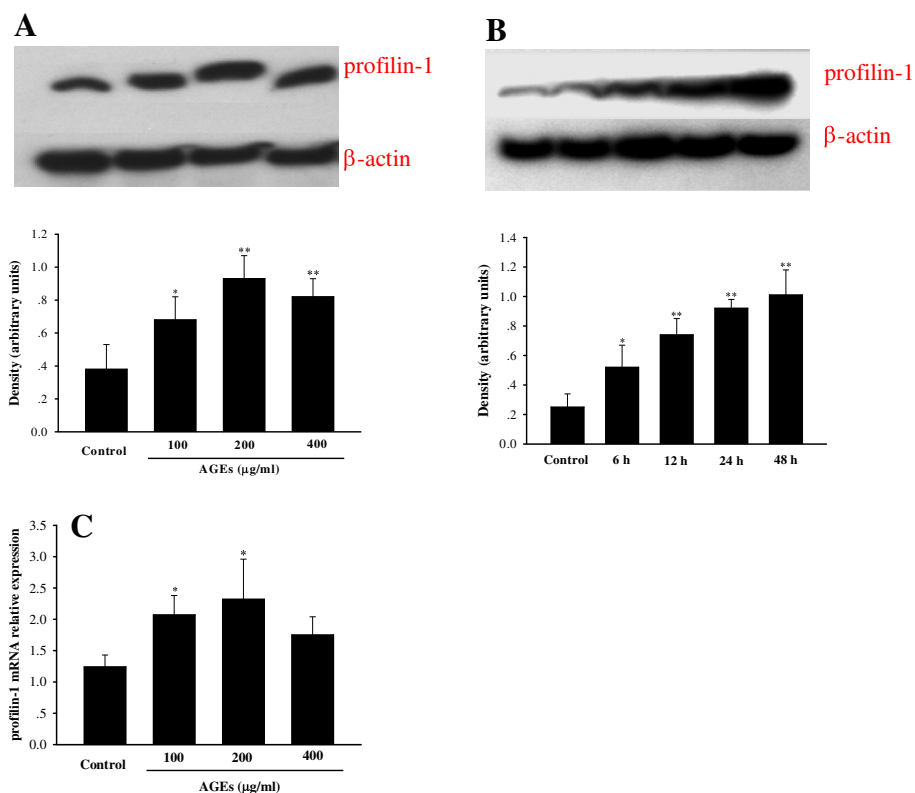 A
profilin-1
β-actin
1.2
1.0
.8
.6
.4
.2
0.0
Density (arbitrary units)
*
**
**
Control
100
200
400
AGEs (μg/ml)
B
profilin-1
β-actin
1.4
1.2
1.0
.8
.6
.4
.2
0.0
Density (arbitrary units)
*
**
**
**
Control
6 h
12 h
24 h
48 h
C
3.5
3.0
2.5
2.0
1.5
1.0
.5
0.0
profilin-1 mRNA relative expression
*
*
Control
100
200
400
AGEs (μg/ml)